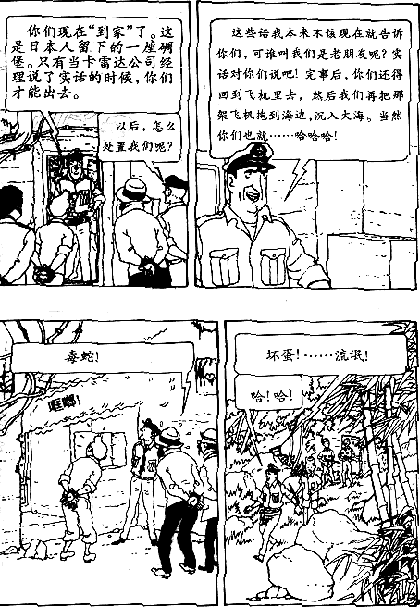 你们现在“到家”了。这
是日本人留下的一座碉
堡。只有当卡雷达公司经
理说了实话的时候，你们
才能出去。
以后，怎么
处置我们呢？
这些话我本来不该现在就告诉
你们，可谁叫我们是老朋友呢？实
话对你们说吧！定事后，你们还得
回到飞机里去，然后我们再把那
架飞机拖到海边，沉入大海。当然
你们也就……哈哈哈！
毒蛇！
哐啷！
坏蛋！……流氓！
哈！哈！